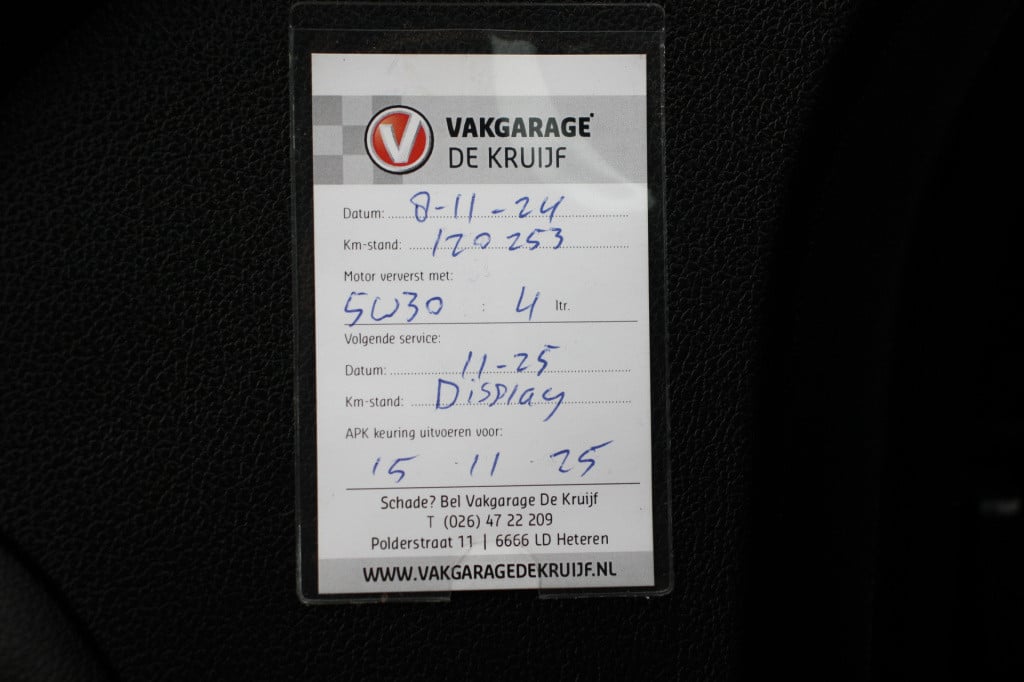 VAKGARAGE
DE KRUIJF
Datum: 8-11-24
Km-stand: 120 253
Motor ververst met:
5W30 : 4 ltr.
Volgende service:
Datum: 11-25
Km-stand: Display
APK keuring uitvoeren voor:
15 11 25
Schade? Bel Vakgarage De Kruijf
T (026) 47 22 209
Polderstraat 11 | 6666 LD Heteren
WWW.VAKGARAGEDEKRUIJF.NL